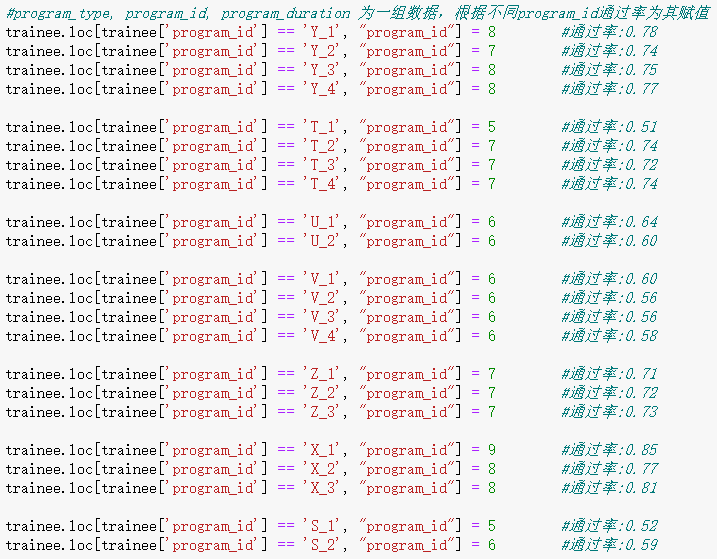 #program_type, program_id, program_duration 为一组数据，根据不同program_id通过率为其赋值
trainee.loc[trainee['program_id'] == 'Y_1', "program_id"] = 8 #通过率:0.78
trainee.loc[trainee['program_id'] == 'Y_2', "program_id"] = 7 #通过率:0.74
trainee.loc[trainee['program_id'] == 'Y_3', "program_id"] = 8 #通过率:0.75
trainee.loc[trainee['program_id'] == 'Y_4', "program_id"] = 8 #通过率:0.77
trainee.loc[trainee['program_id'] == 'T_1', "program_id"] = 5 #通过率:0.51
trainee.loc[trainee['program_id'] == 'T_2', "program_id"] = 7 #通过率:0.74
trainee.loc[trainee['program_id'] == 'T_3', "program_id"] = 7 #通过率:0.72
trainee.loc[trainee['program_id'] == 'T_4', "program_id"] = 7 #通过率:0.74
trainee.loc[trainee['program_id'] == 'U_1', "program_id"] = 6 #通过率:0.64
trainee.loc[trainee['program_id'] == 'U_2', "program_id"] = 6 #通过率:0.60
trainee.loc[trainee['program_id'] == 'V_1', "program_id"] = 6 #通过率:0.60
trainee.loc[trainee['program_id'] == 'V_2', "program_id"] = 6 #通过率:0.56
trainee.loc[trainee['program_id'] == 'V_3', "program_id"] = 6 #通过率:0.56
trainee.loc[trainee['program_id'] == 'V_4', "program_id"] = 6 #通过率:0.58
trainee.loc[trainee['program_id'] == 'Z_1', "program_id"] = 7 #通过率:0.71
trainee.loc[trainee['program_id'] == 'Z_2', "program_id"] = 7 #通过率:0.72
trainee.loc[trainee['program_id'] == 'Z_3', "program_id"] = 7 #通过率:0.73
trainee.loc[trainee['program_id'] == 'X_1', "program_id"] = 9 #通过率:0.85
trainee.loc[trainee['program_id'] == 'X_2', "program_id"] = 8 #通过率:0.77
trainee.loc[trainee['program_id'] == 'X_3', "program_id"] = 8 #通过率:0.81
trainee.loc[trainee['program_id'] == 'S_1', "program_id"] = 5 #通过率:0.52
trainee.loc[trainee['program_id'] == 'S_2', "program_id"] = 6 #通过率:0.59